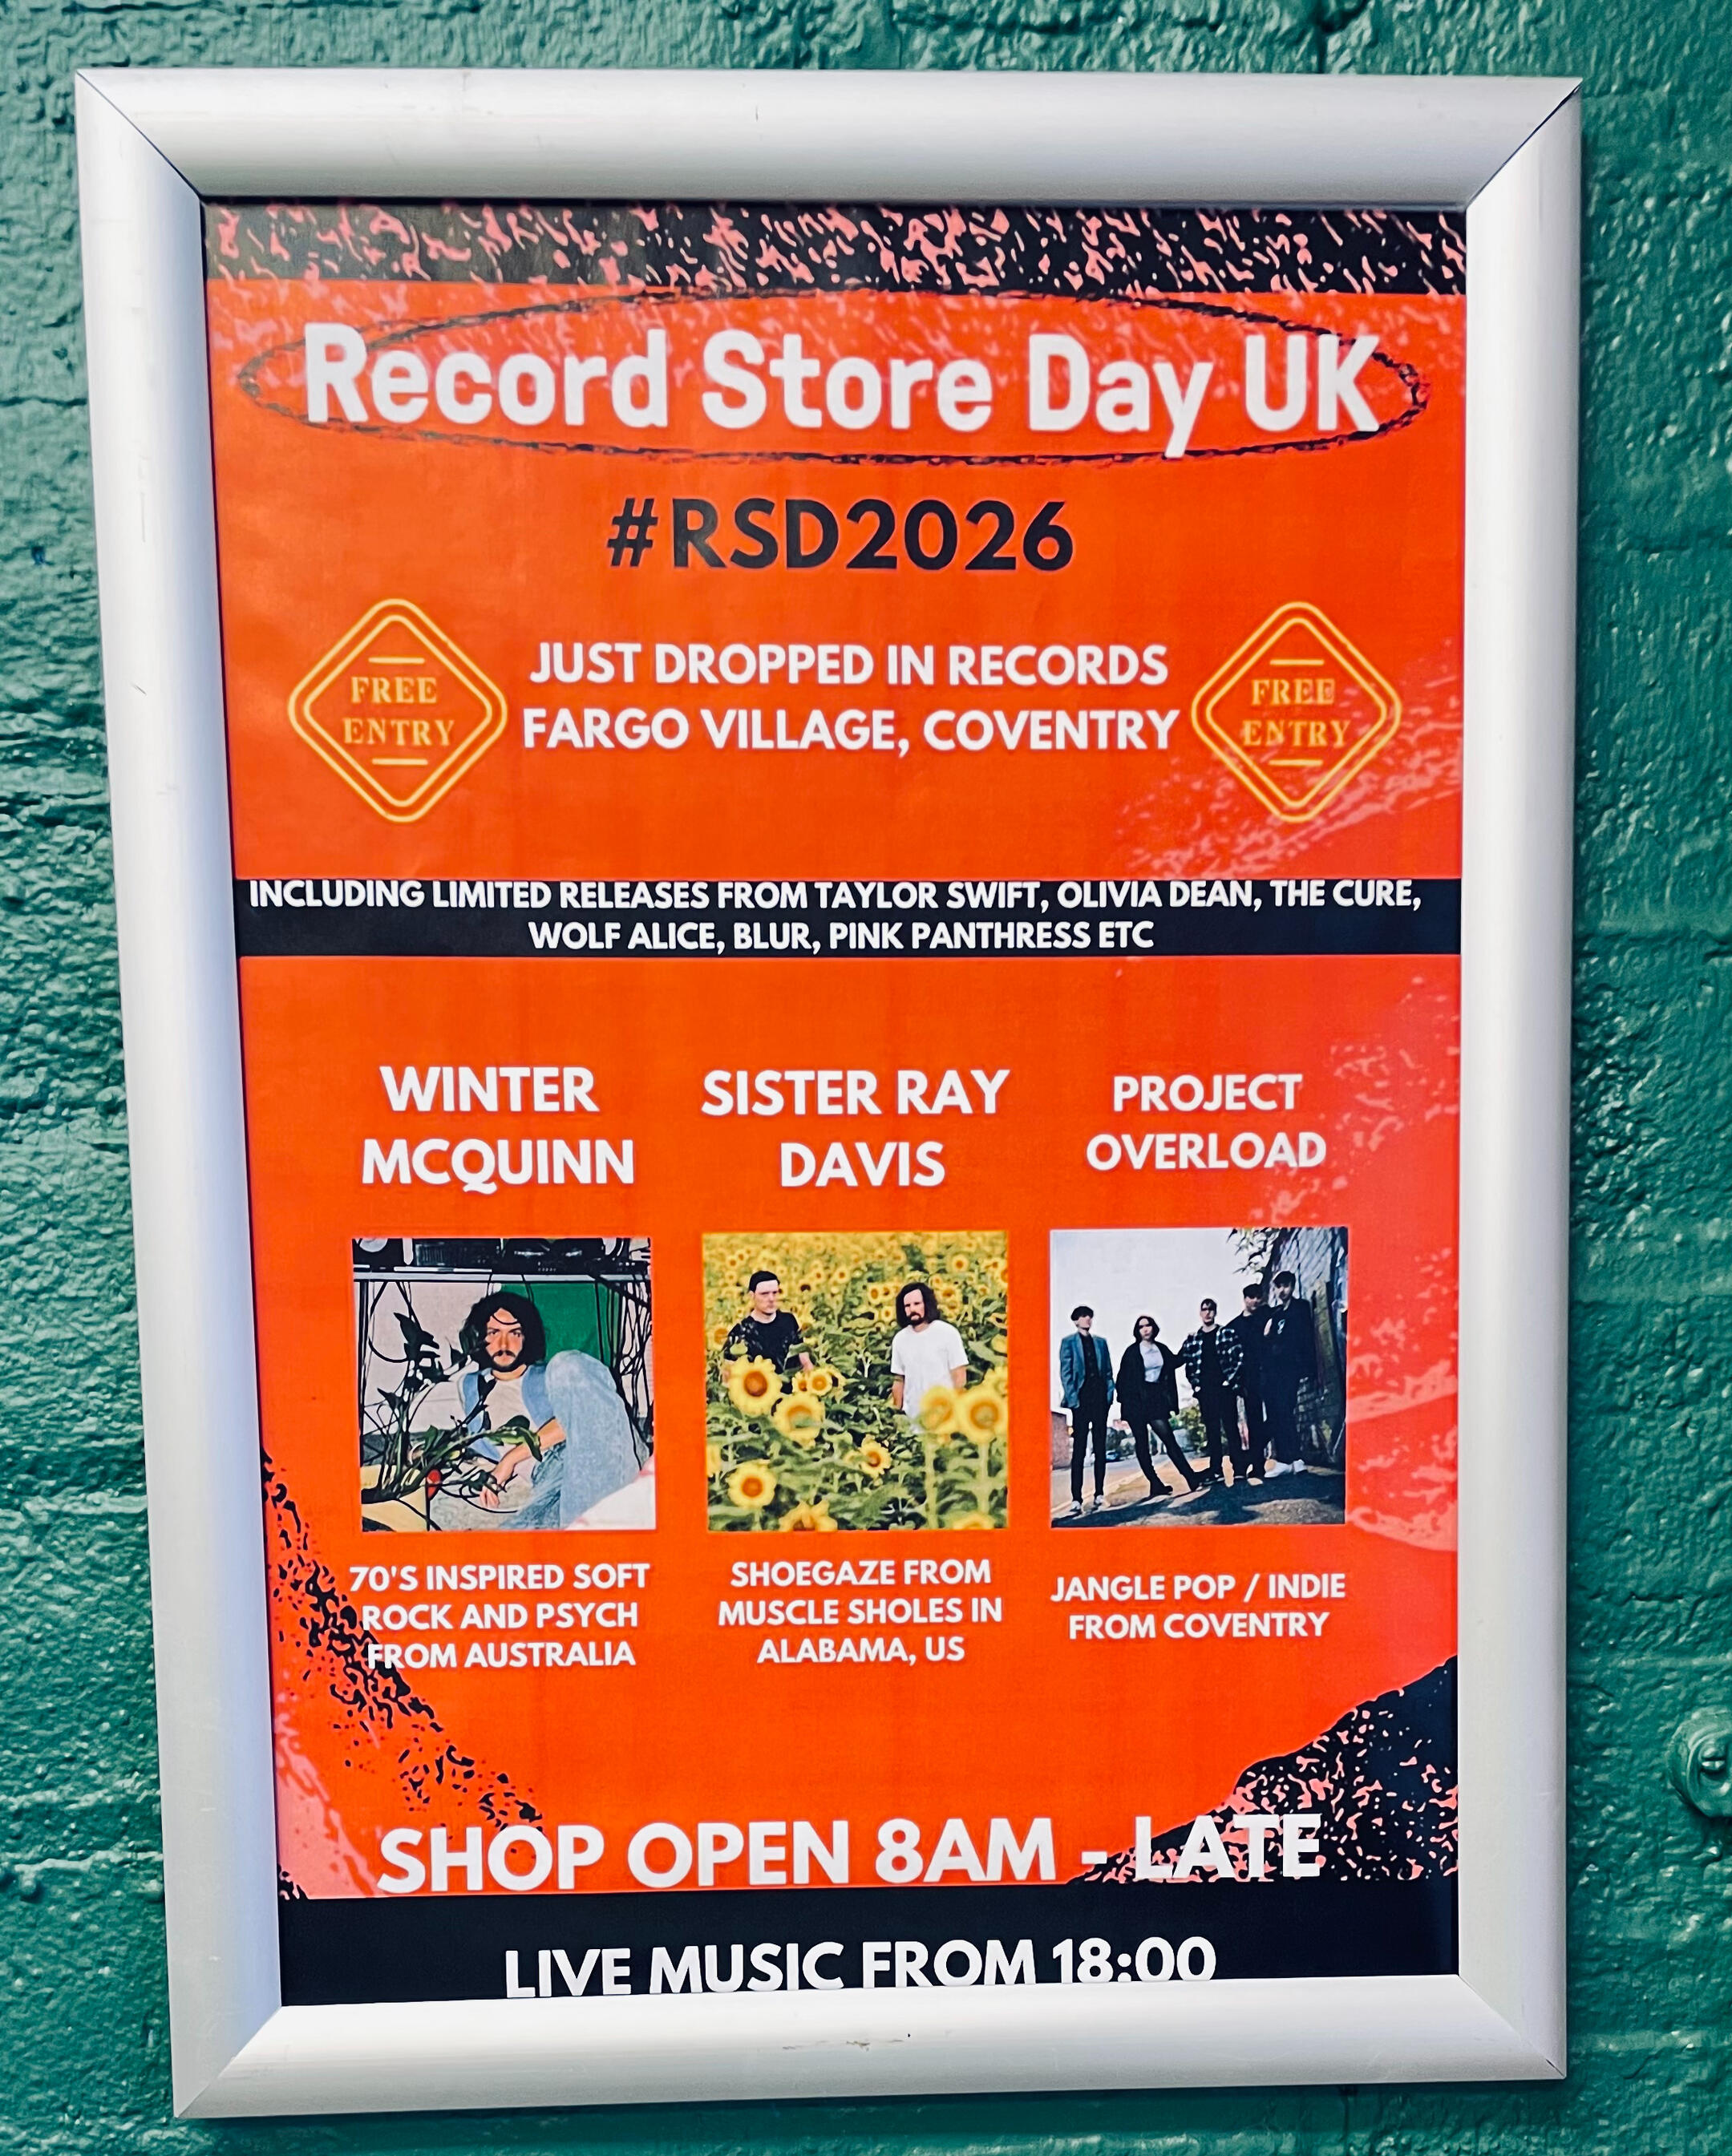 Record Store Day UK
#RSD2026
FREE
ENTRY
JUST DROPPED IN RECORDS
FARGO VILLAGE, COVENTRY
FREE
ENTRY
INCLUDING LIMITED RELEASES FROM TAYLOR SWIFT, OLIVIA DEAN, THE CURE,
WOLF ALICE, BLUR, PINK PANTHRESS ETC
WINTER
MCQUINN
SISTER RAY
DAVIS
PROJECT
OVERLOAD
70'S INSPIRED SOFT
ROCK AND PSYCH
FROM AUSTRALIA
SHOEGAZE FROM
MUSCLE SHOLES IN
ALABAMA, US
JANGLE POP / INDIE
FROM COVENTRY
SHOP OPEN 8AM - LATE
LIVE MUSIC FROM 18:00